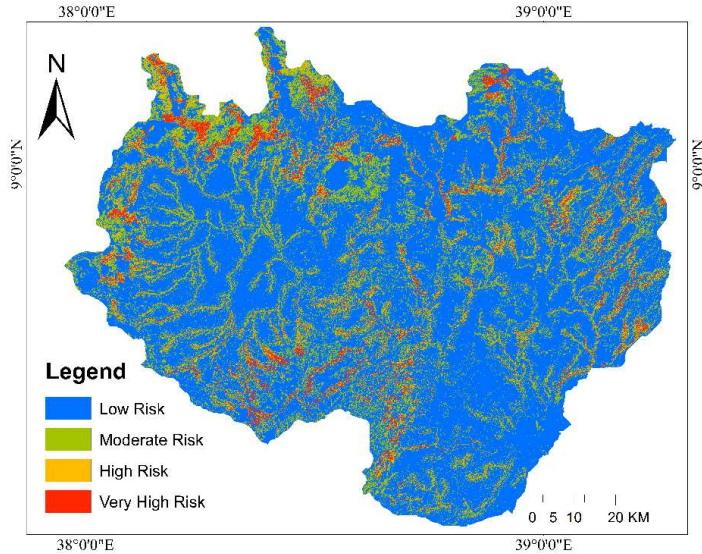 38°0'0"E 39°0'0"E
N
9°0'0"N 9°0'0"N
Legend
Low Risk
Moderate Risk
High Risk
Very High Risk
0 5 10 20 KM
38°0'0"E 39°0'0"E